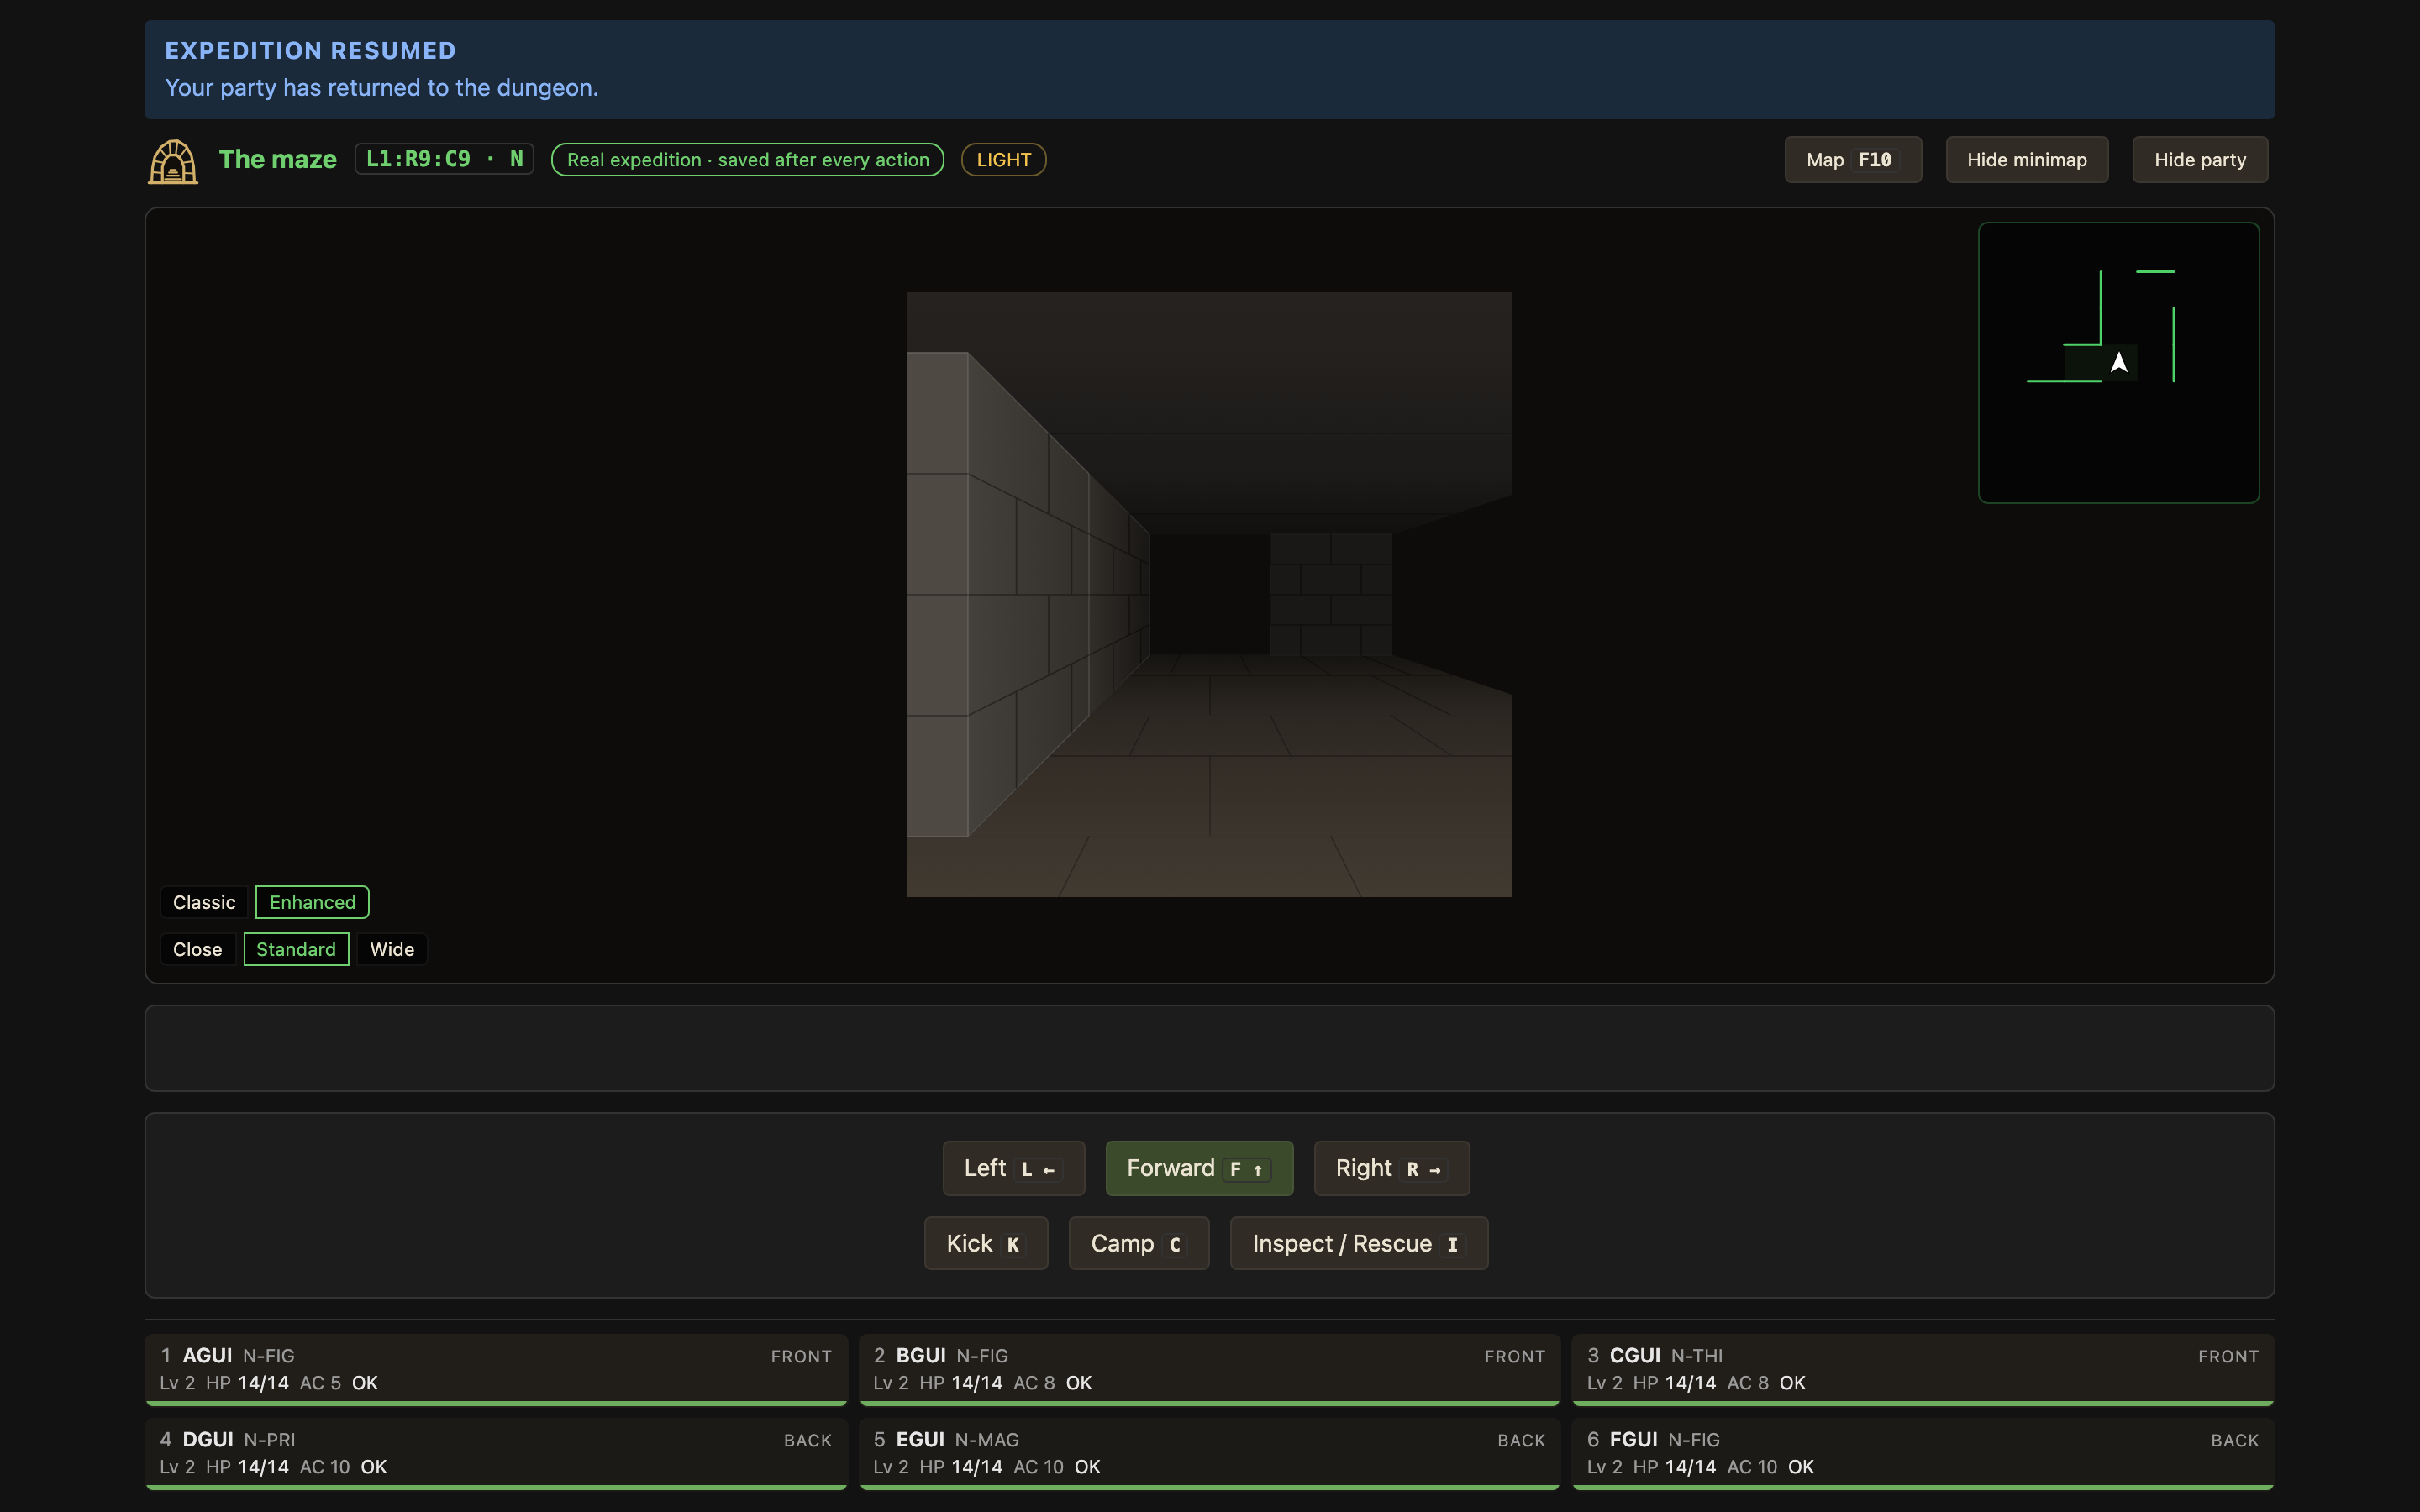 EXPEDITION RESUMED
Your party has returned to the dungeon.
The maze L1:R9:C9 · N Real expedition · saved after every action LIGHT Map F10 Hide minimap Hide party
Classic Enhanced
Close Standard Wide
Left L ← Forward F ↑ Right R →
Kick K Camp C Inspect / Rescue I
1 AGUI N-FIG FRONT
Lv 2 HP 14/14 AC 5 OK
2 BGUI N-FIG FRONT
Lv 2 HP 14/14 AC 8 OK
3 CGUI N-THI FRONT
Lv 2 HP 14/14 AC 8 OK
4 DGUI N-PRI BACK
Lv 2 HP 14/14 AC 10 OK
5 EGUI N-MAG BACK
Lv 2 HP 14/14 AC 10 OK
6 FGUI N-FIG BACK
Lv 2 HP 14/14 AC 10 OK